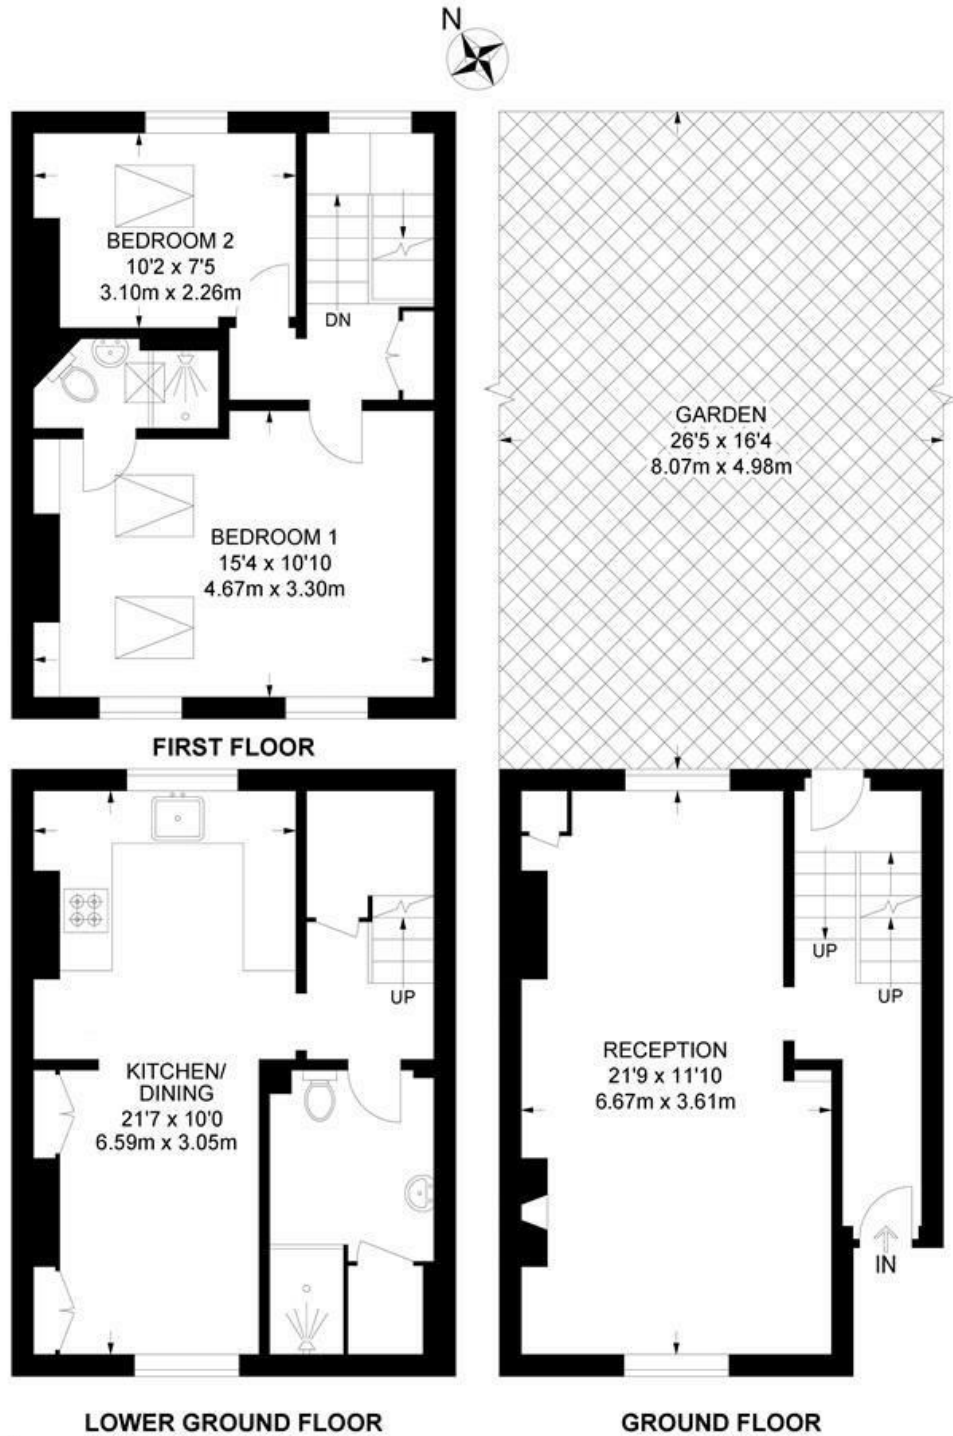 N
BEDROOM 2
10'2 x 7'5
3.10m x 2.26m
DN
BEDROOM 1
15'4 x 10'10
4.67m x 3.30m
FIRST FLOOR
GARDEN
26'5 x 16'4
8.07m x 4.98m
UP
KITCHEN/
DINING
21'7 x 10'0
6.59m x 3.05m
LOWER GROUND FLOOR
UP
UP
RECEPTION
21'9 x 11'10
6.67m x 3.61m
IN
GROUND FLOOR